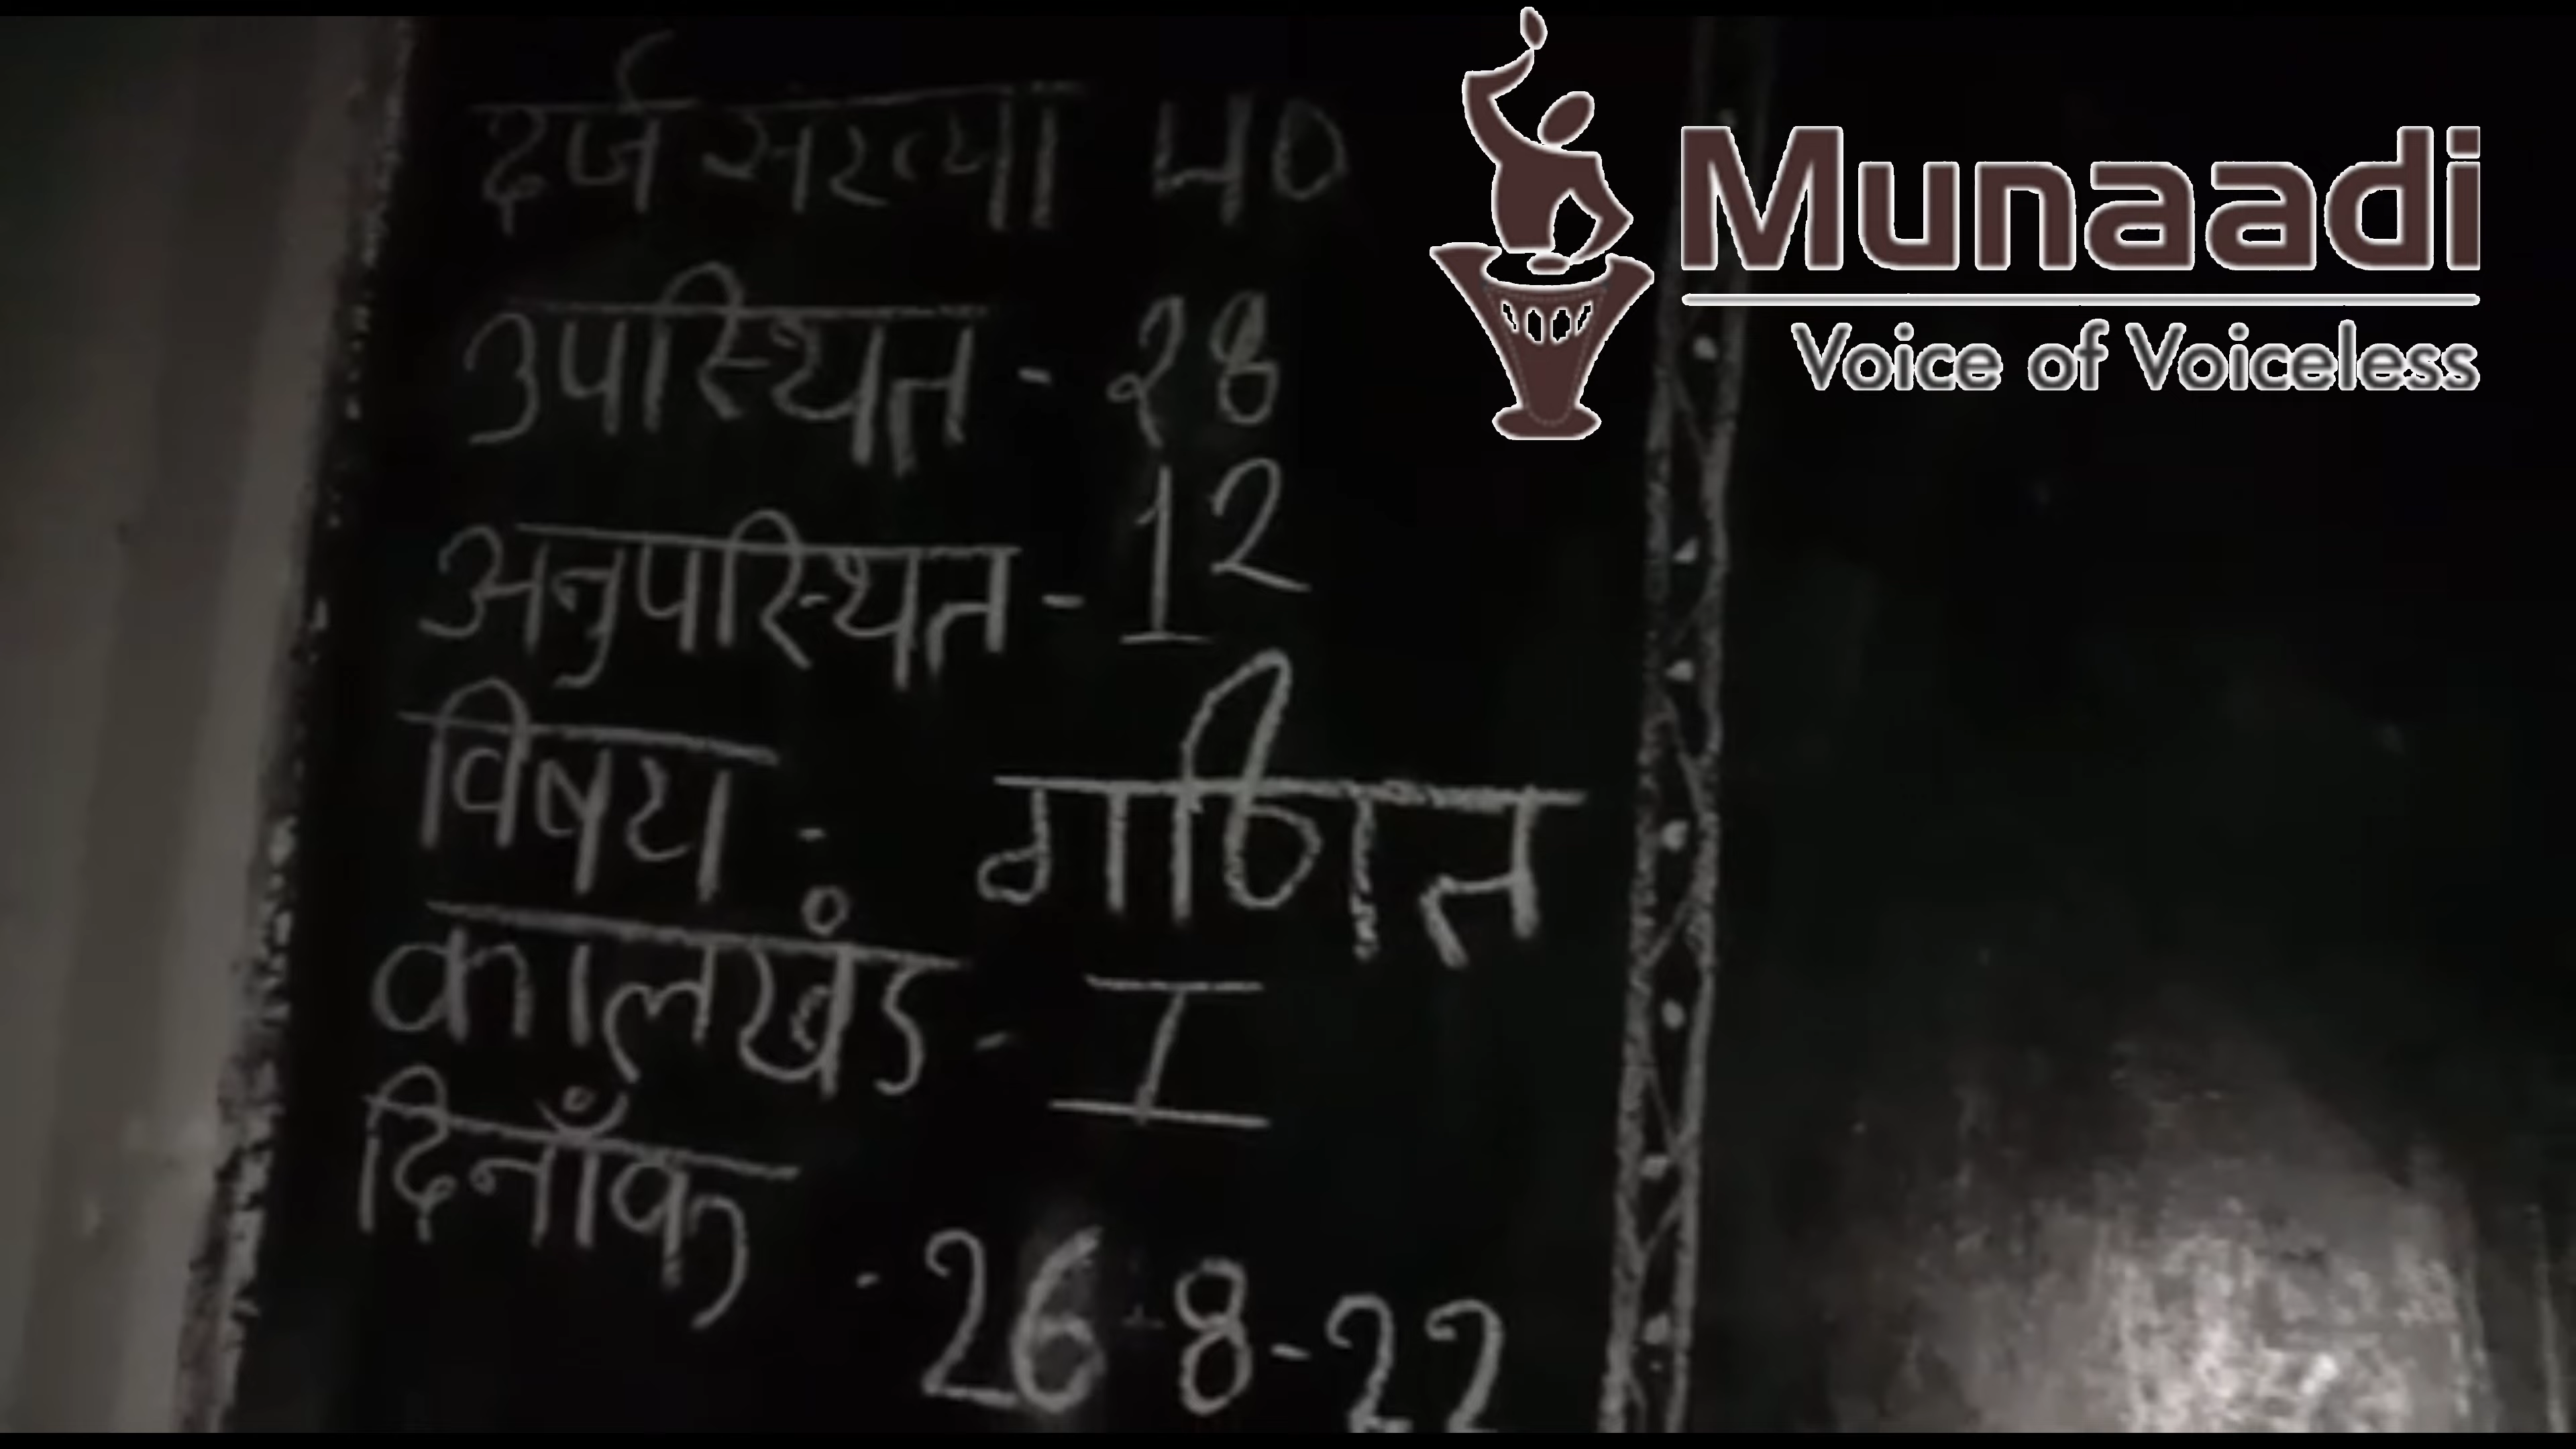 दर्ज संख्या 40
उपस्थित - 28
अनुपस्थित - 12
विषय - गणित
कालखंड - I
दिनाँक - 26-8-22
Munaadi
Voice of Voiceless